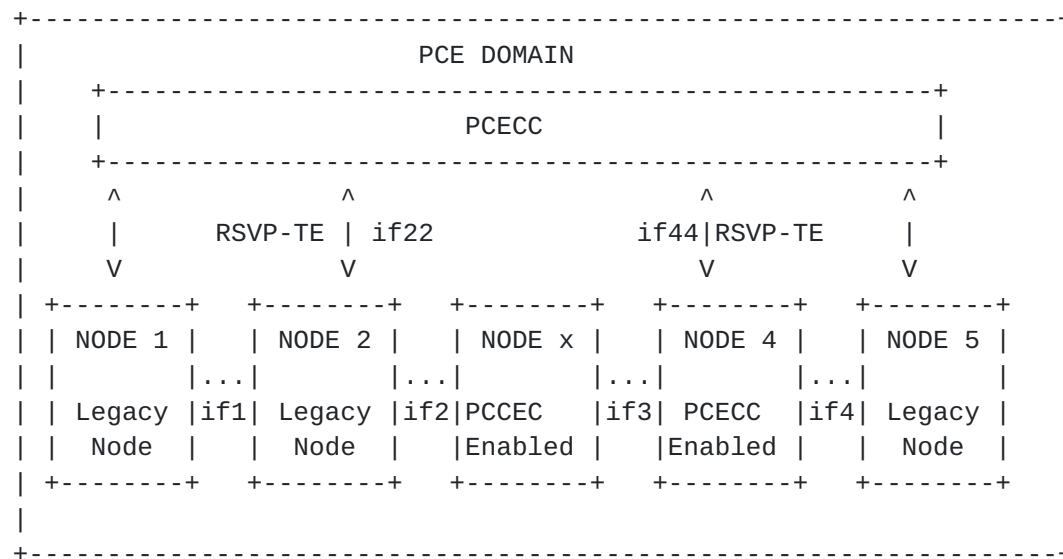 PCE DOMAIN
PCECC
RSVP-TE if22 if44 RSVP-TE
NODE 1 NODE 2 NODE x NODE 4 NODE 5
... ... ... ...
Legacy if1 Legacy if2 PCCEC if3 PCECC if4 Legacy
Node Node Enabled Enabled Node